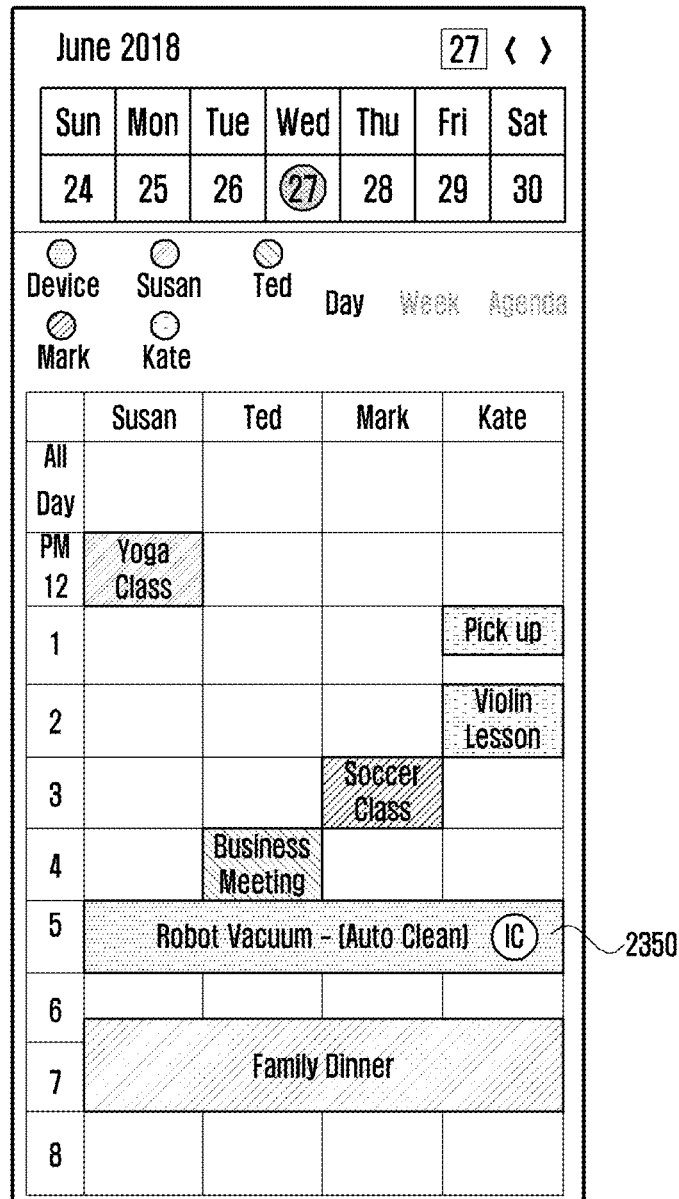 June 2018 27 < >
Sun Mon Tue Wed Thu Fri Sat
24 25 26 27 28 29 30
Device Susan Ted
Day Week Agenda
Mark Kate
Susan Ted Mark Kate
All
Day
PM
12
Yoga
Class
1
Pick up
2
Violin
Lesson
3
Soccer
Class
4
Business
Meeting
5
Robot Vacuum - (Auto Clean) IC
2350
6
Family Dinner
7
8